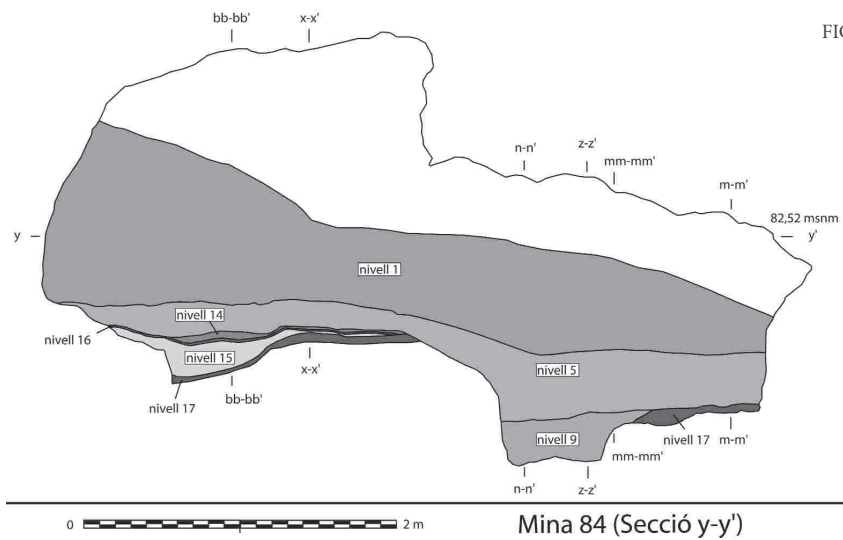 bb-bb' x-x' FIG
n-n' z-z' mm-mm' m-m'
82,52 msnm
y y'
nivell 1
nivell 14
nivell 16
nivell 15
nivell 5
x-x'
nivell 17 bb-bb'
nivell 9 nivell 17 m-m'
mm-mm'
n-n' z-z'
0 2 m Mina 84 (Secció y-y')